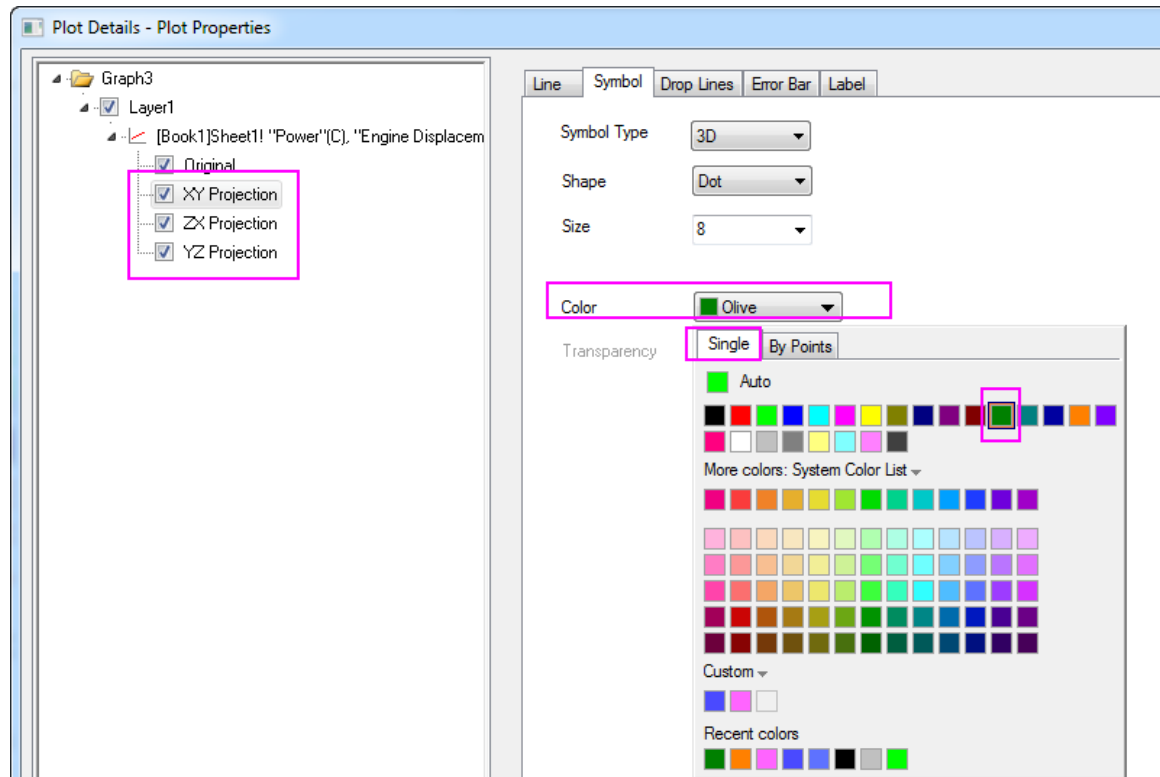 Plot Details - Plot Properties
Graph3
Layer1
[Book1]Sheet1! "Power"(C), "Engine Displacem
Original
XY Projection
ZX Projection
YZ Projection
Line Symbol Drop Lines Error Bar Label
Symbol Type 3D
Shape Dot
Size 8
Color Olive
Transparency
Single By Points
Auto
More colors: System Color List
Custom
Recent colors